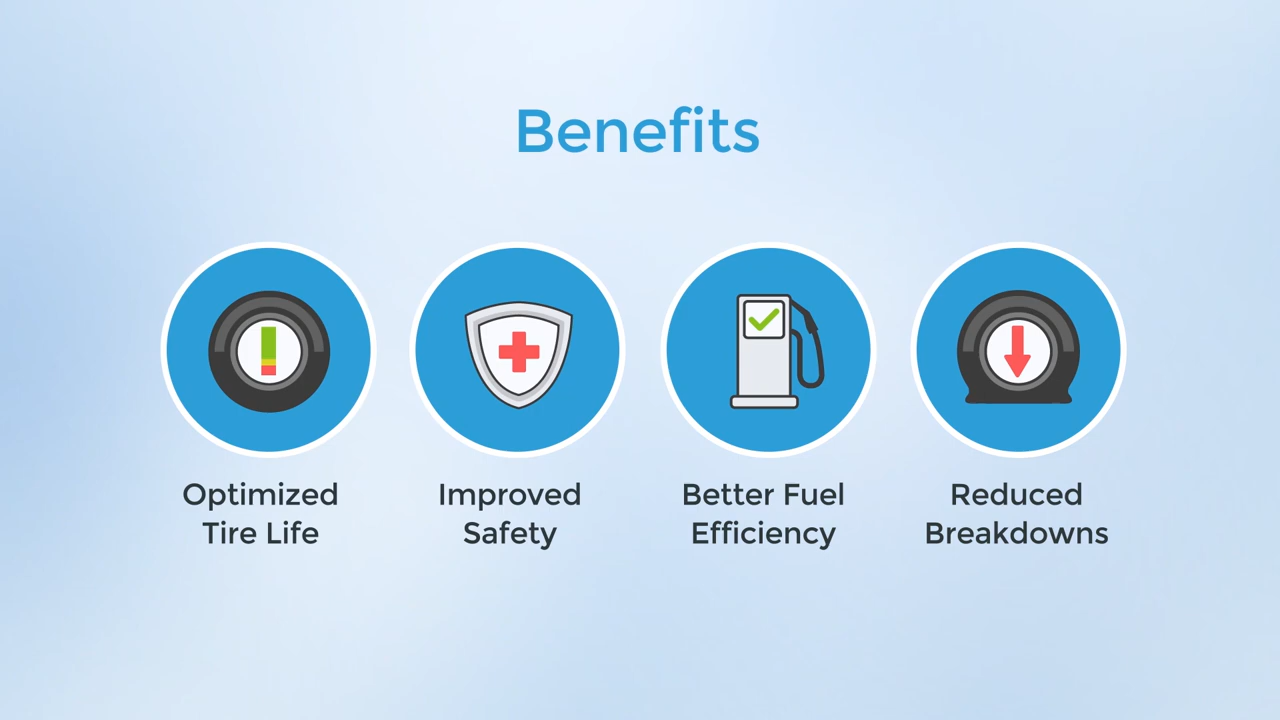 Benefits
Optimized
Tire Life
Improved
Safety
Better Fuel
Efficiency
Reduced
Breakdowns